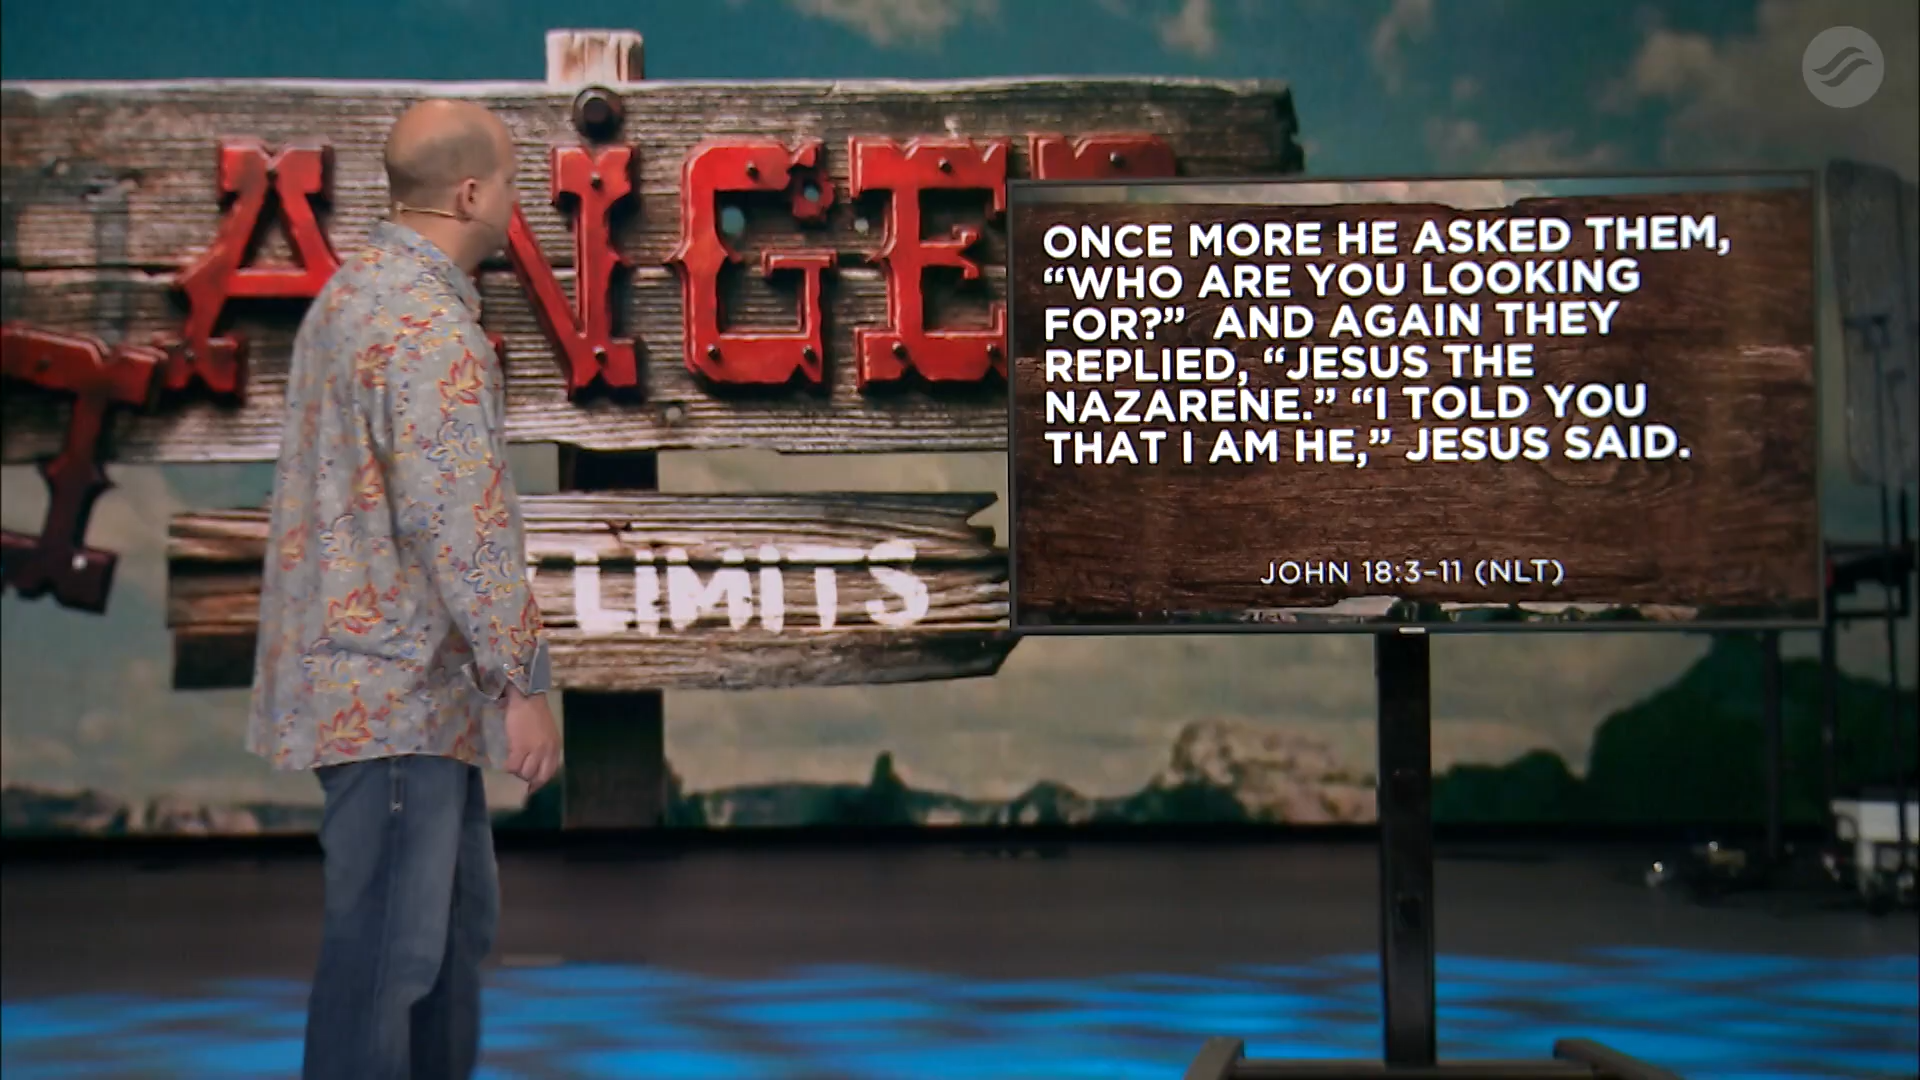 ANGE
LIMITS
ONCE MORE HE ASKED THEM,
“WHO ARE YOU LOOKING
FOR?” AND AGAIN THEY
REPLIED, “JESUS THE
NAZARENE.” “I TOLD YOU
THAT I AM HE,” JESUS SAID.
JOHN 18:3-11 (NLT)